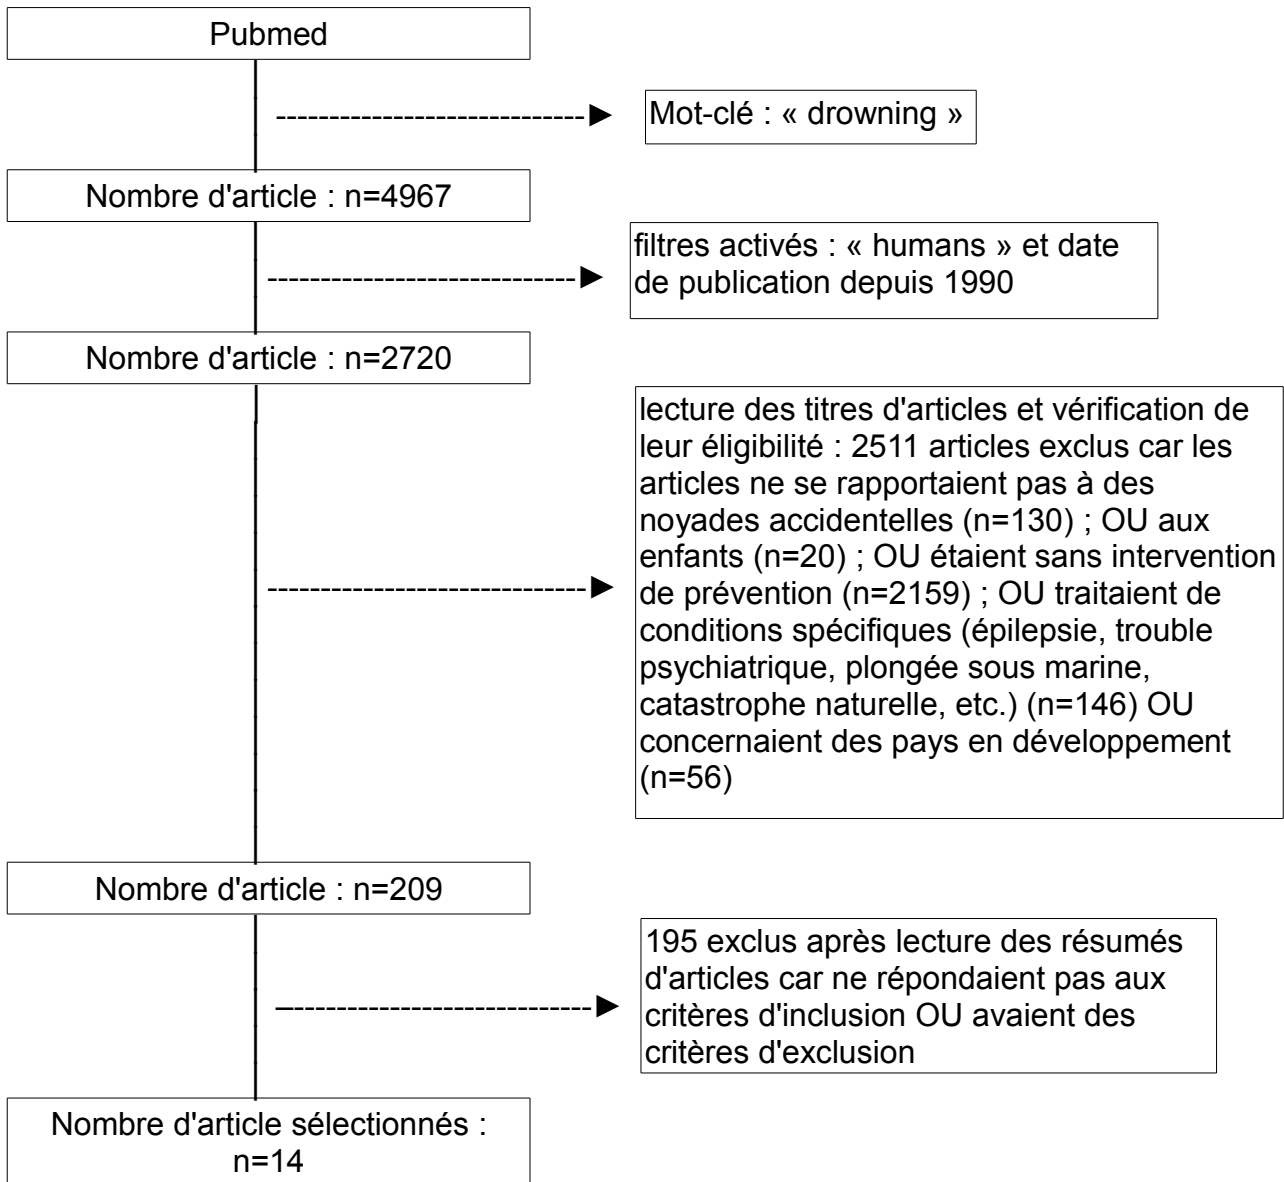 Pubmed
Mot-clé : « drowning »
Nombre d'article : n=4967
filtres activés : « humans » et date
de publication depuis 1990
Nombre d'article : n=2720
lecture des titres d'articles et vérification de
leur éligibilité : 2511 articles exclus car les
articles ne se rapportaient pas à des
noyades accidentelles (n=130) ; OU aux
enfants (n=20) ; OU étaient sans intervention
de prévention (n=2159) ; OU traitaient de
conditions spécifiques (épilepsie, trouble
psychiatrique, plongée sous marine,
catastrophe naturelle, etc.) (n=146) OU
concernaient des pays en développement
(n=56)
Nombre d'article : n=209
195 exclus après lecture des résumés
d'articles car ne répondaient pas aux
critères d'inclusion OU avaient des
critères d'exclusion
Nombre d'article sélectionnés :
n=14